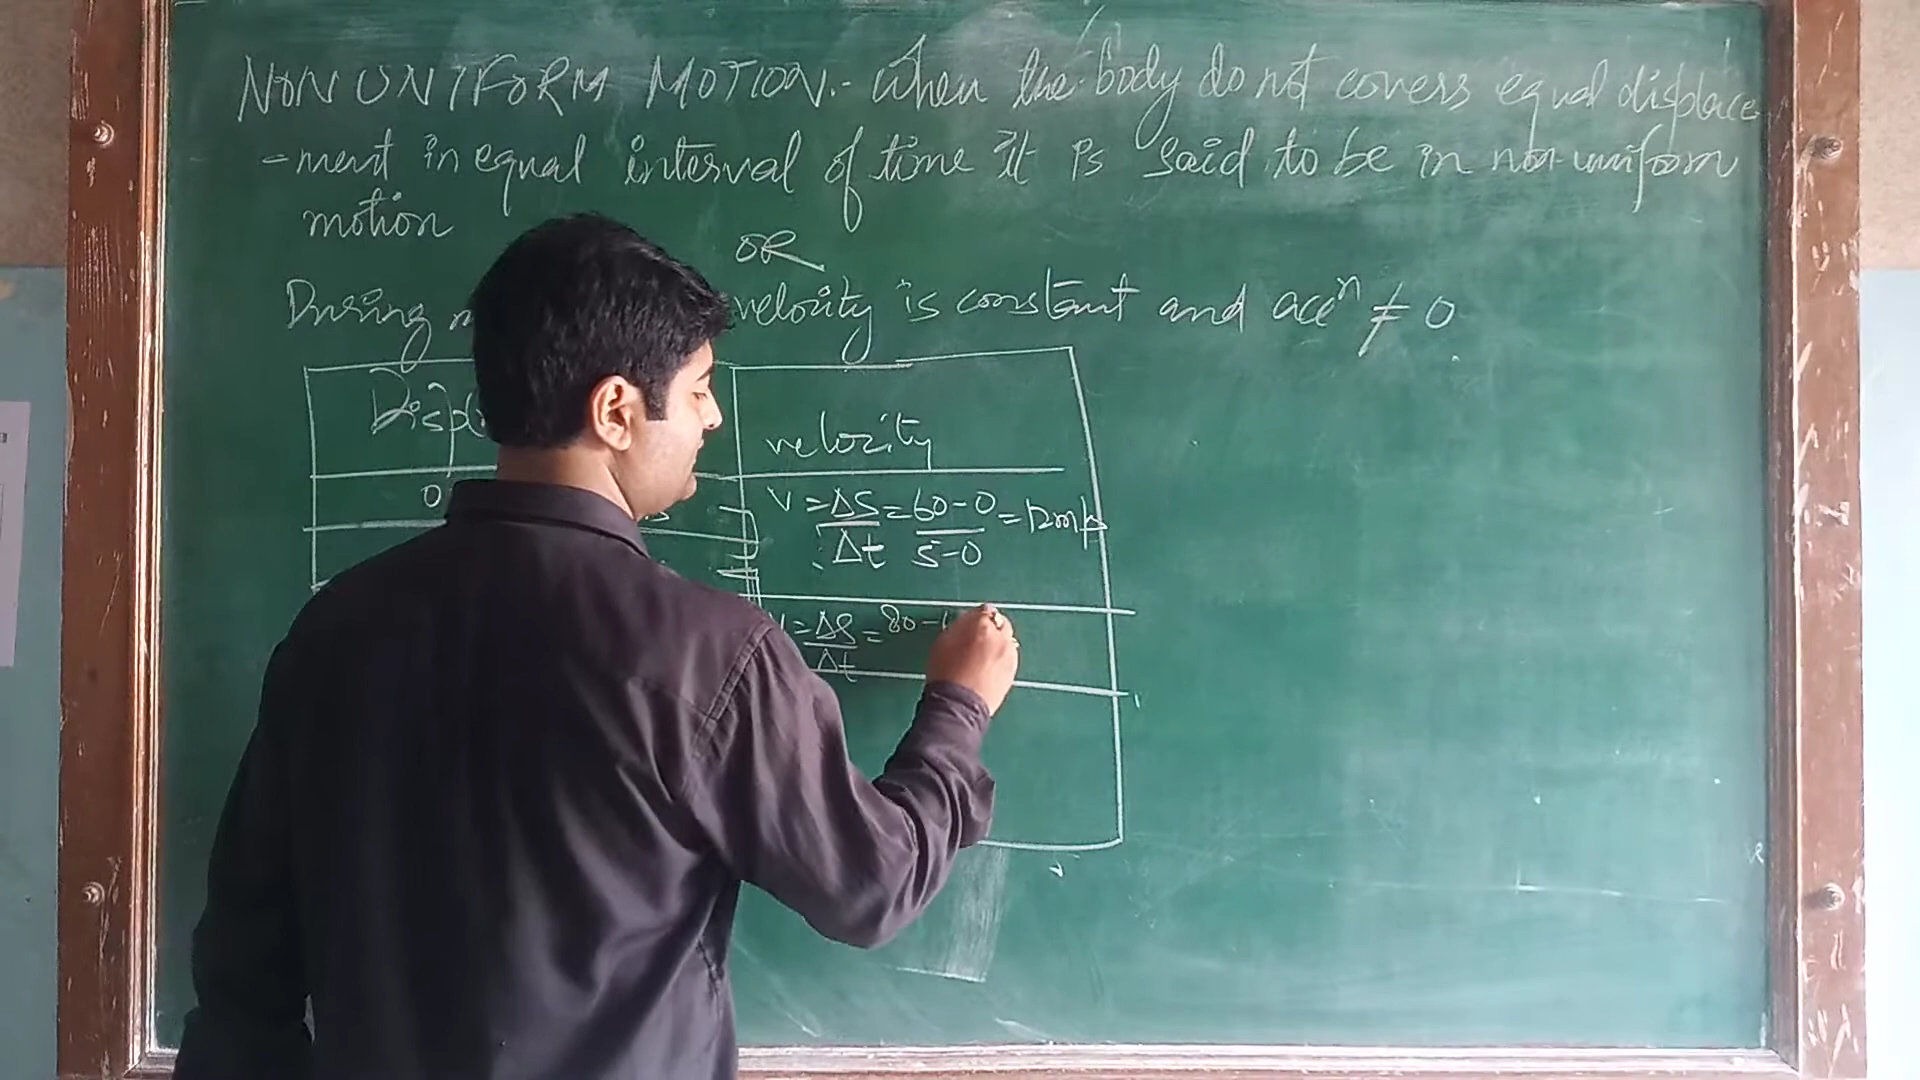 NON UNIFORM MOTION.- When the body do not covers equal displace
-ment in equal interval of time it is said to be in non-uniform
motion
OR
During velocity is constant and accⁿ ≠ 0
velocity
0
V = ΔS/Δt = 60-0/5-0 = 12m/s
= ΔS/Δt = 80-